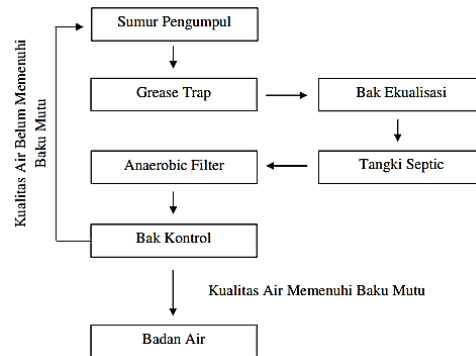 Sumur Pengumpul
Grease Trap
Bak Ekualisasi
Kualitas Air Belum Memenuhi
Baku Mutu
Anaerobic Filter
Tangki Septic
Bak Kontrol
Kualitas Air Memenuhi Baku Mutu
Badan Air